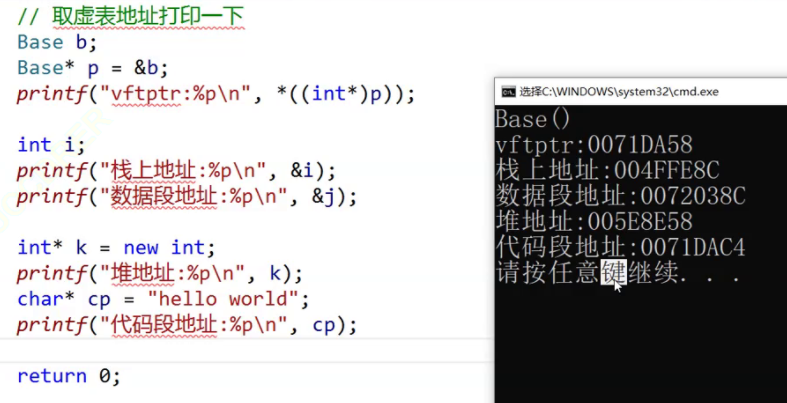 // 取虚表地址打印一下
Base b;
Base* p = &b;
printf("vftptr:%p\n", *((int*)p));
int i;
printf("栈上地址:%p\n", &i);
printf("数据段地址:%p\n", &j);
int* k = new int;
printf("堆地址:%p\n", k);
char* cp = "hello world";
printf("代码段地址:%p\n", cp);
return 0;
选择C:\WINDOWS\system32\cmd.exe
Base()
vftptr:0071DA58
栈上地址:004FFE8C
数据段地址:0072038C
堆地址:005E8E58
代码段地址:0071DAC4
请按任意键继续. . .